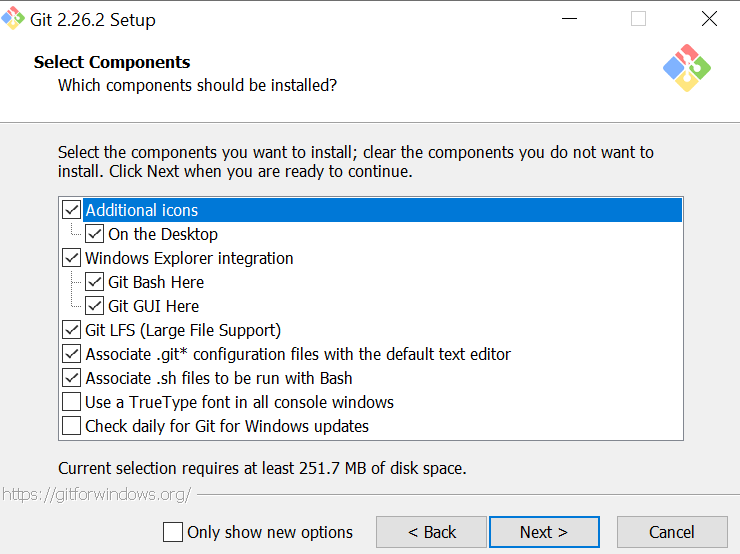 Git 2.26.2 Setup
Select Components
Which components should be installed?
Select the components you want to install; clear the components you do not want to
install. Click Next when you are ready to continue.
Additional icons
On the Desktop
Windows Explorer integration
Git Bash Here
Git GUI Here
Git LFS (Large File Support)
Associate .git* configuration files with the default text editor
Associate .sh files to be run with Bash
Use a TrueType font in all console windows
Check daily for Git for Windows updates
Current selection requires at least 251.7 MB of disk space.
https://gitforwindows.org/
Only show new options
< Back
Next >
Cancel